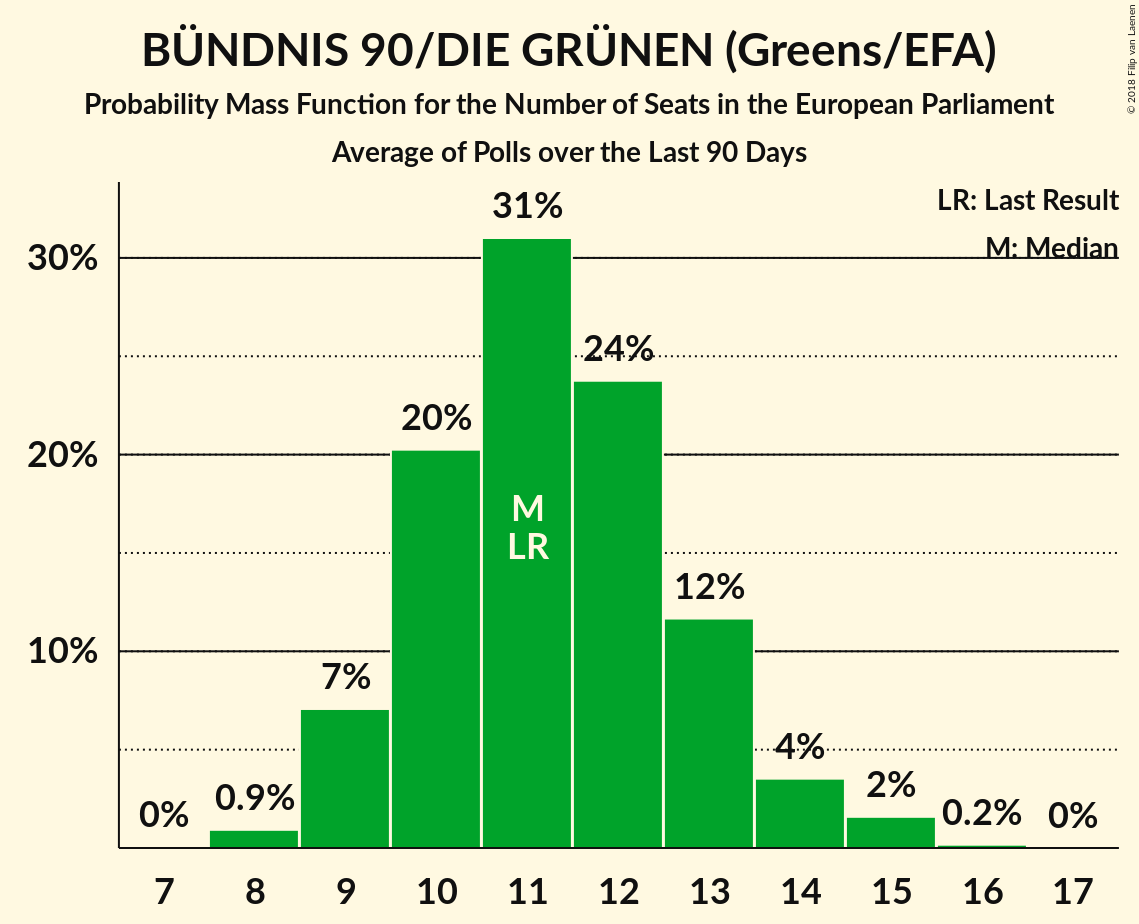 BÜNDNIS 90/DIE GRÜNEN (Greens/EFA)
Probability Mass Function for the Number of Seats in the European Parliament
Average of Polls over the Last 90 Days
© 2018 Filip van Laenen
LR: Last Result
M: Median
30%
20%
10%
0%
0.9%
7%
20%
31%
24%
12%
4%
2%
0.2%
0%
M
LR
7 8 9 10 11 12 13 14 15 16 17